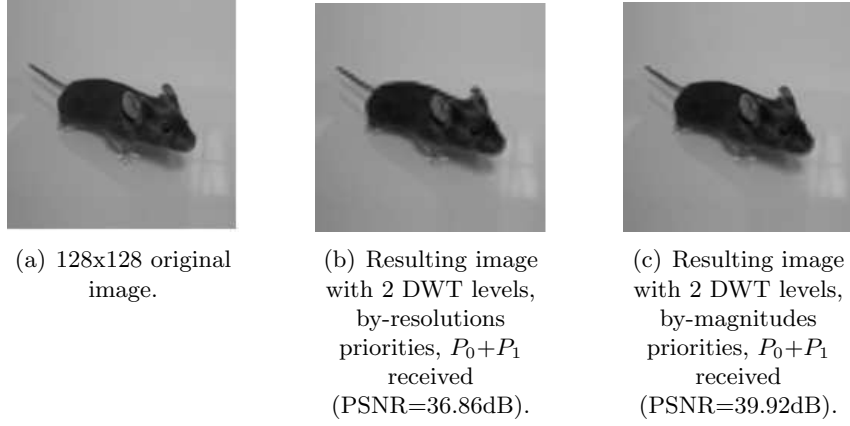 (a) 128x128 original
image.
(b) Resulting image
with 2 DWT levels,
by-resolutions
priorities, P₀+P₁
received
(PSNR=36.86dB).
(c) Resulting image
with 2 DWT levels,
by-magnitudes
priorities, P₀+P₁
received
(PSNR=39.92dB).